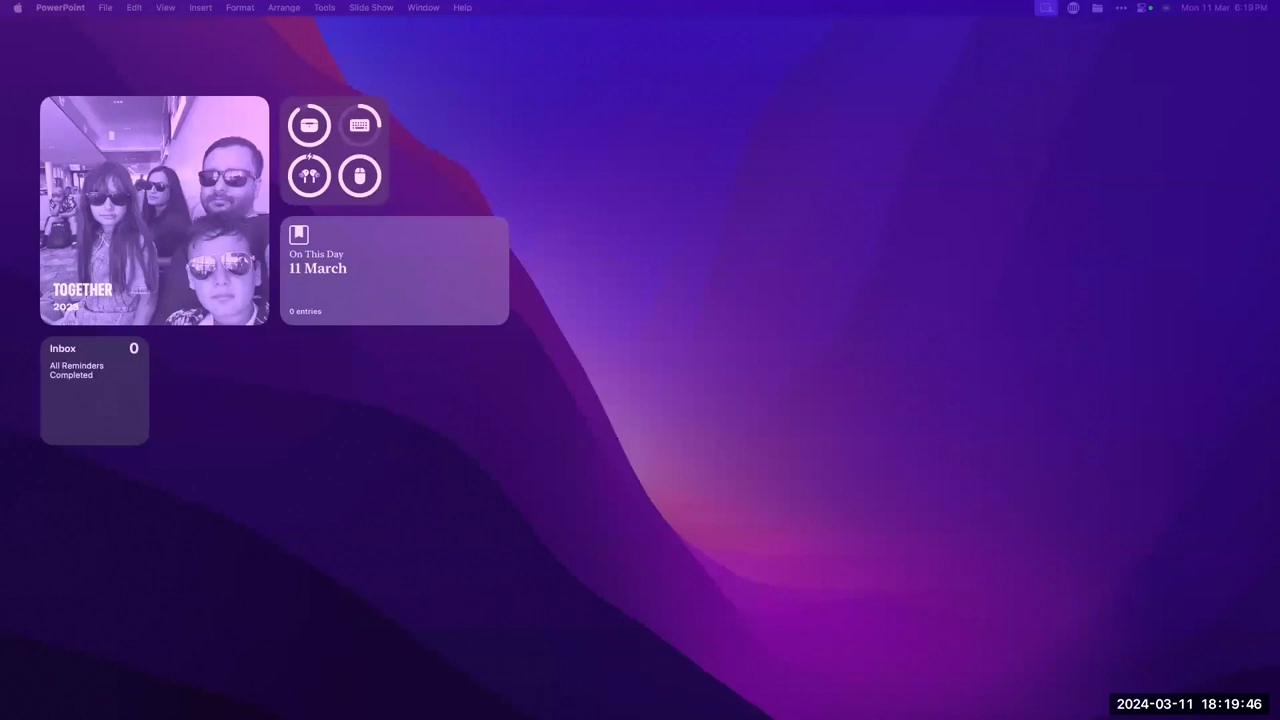 PowerPoint File Edit View Insert Format Arrange Tools Slide Show Window Help Mon 11 Mar 6:19 PM
TOGETHER
2023
On This Day
11 March
0 entries
Inbox 0
All Reminders
Completed
2024-03-11 18:19:46